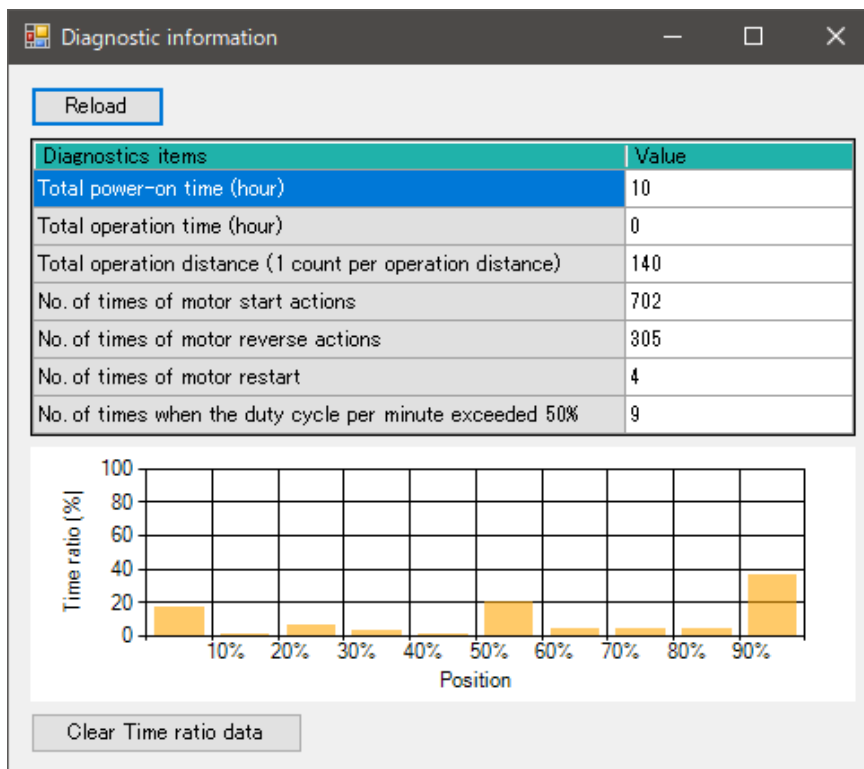 Diagnostic information
Reload
Diagnostics items Value
Total power-on time (hour) 10
Total operation time (hour) 0
Total operation distance (1 count per operation distance) 140
No. of times of motor start actions 702
No. of times of motor reverse actions 305
No. of times of motor restart 4
No. of times when the duty cycle per minute exceeded 50% 9
Time ratio (%)
100
80
60
40
20
0
10% 20% 30% 40% 50% 60% 70% 80% 90%
Position
Clear Time ratio data